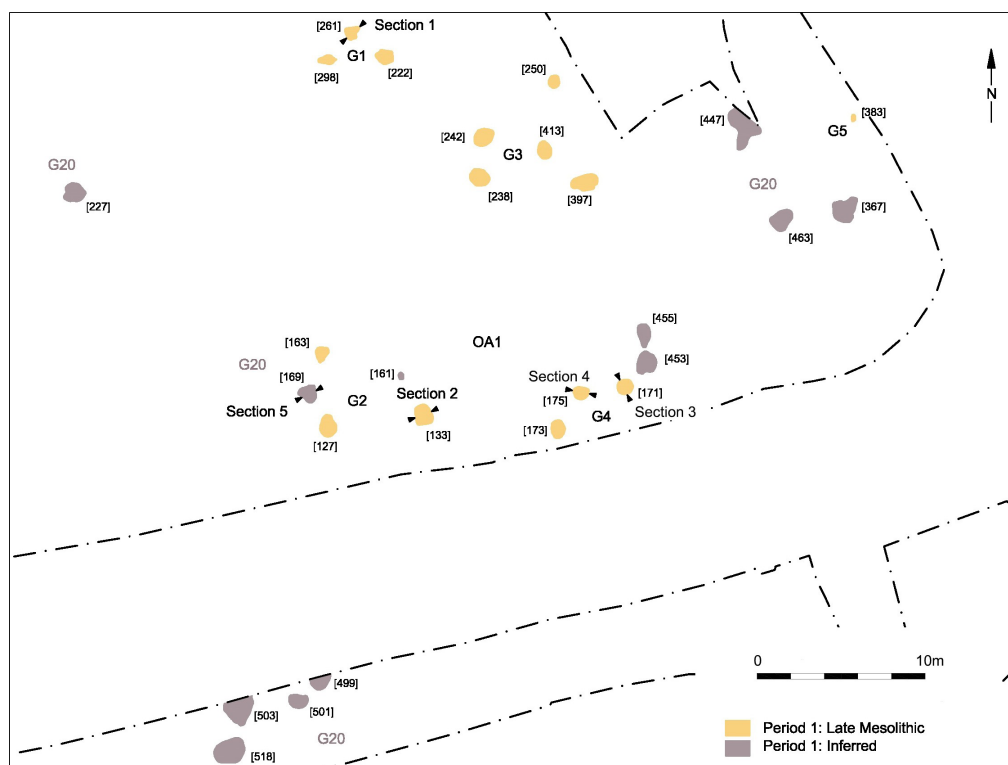 [261]
Section 1
G1
[298]
[222]
[250]
N
[447]
[383]
G5
[242]
[413]
G3
G20
[227]
[238]
[397]
G20
[367]
[463]
[455]
OA1
[163]
G20
[453]
[169]
[161]
Section 4
Section 2
[175]
[171]
Section 5
G2
G4
Section 3
[173]
[133]
[127]
0
10m
[499]
[503]
[501]
G20
[518]
Period 1: Late Mesolithic
Period 1: Inferred